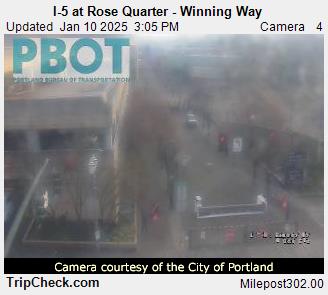 I-5 at Rose Quarter - Winning Way
Updated Jan 10 2025 3:05 PM Camera 4
PBOT
PORTLAND BUREAU OF TRANSPORTATION
Camera courtesy of the City of Portland
TripCheck.com Milepost302.00